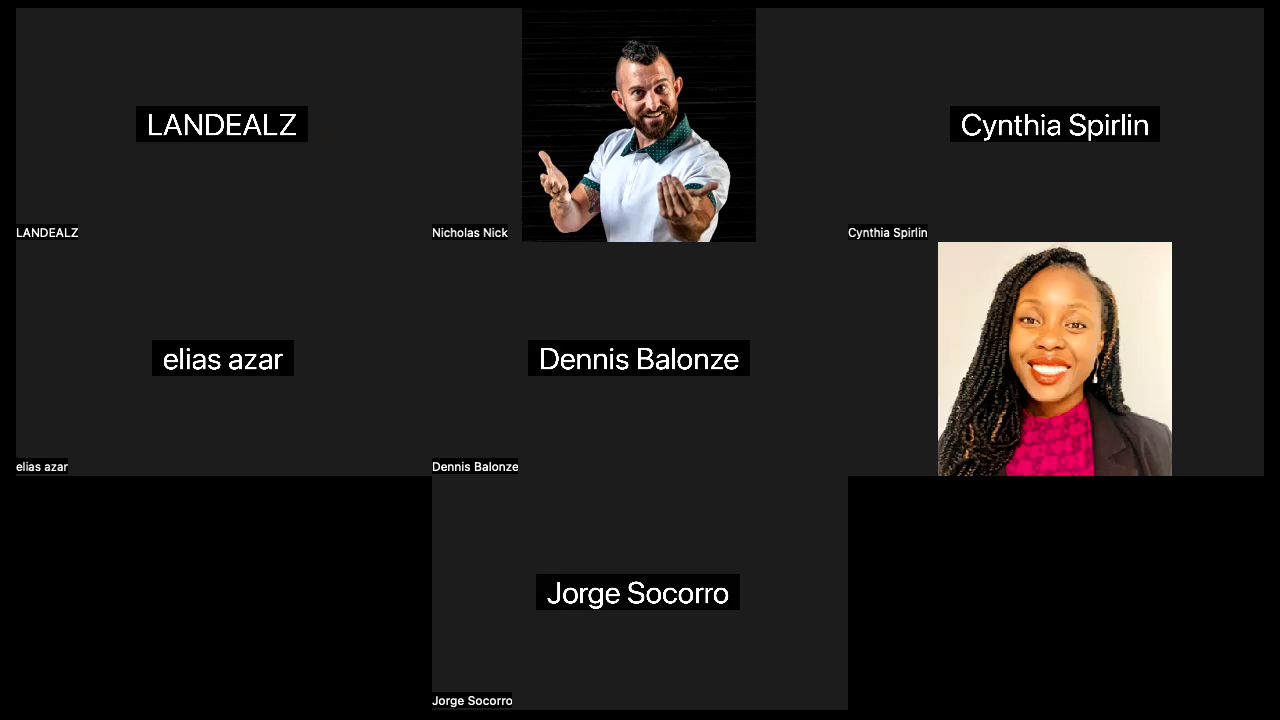 LANDEALZ
Cynthia Spirlin
LANDEALZ
Nicholas Nick
Cynthia Spirlin
elias azar
Dennis Balonze
elias azar
Dennis Balonze
Jorge Socorro
Jorge Socorro